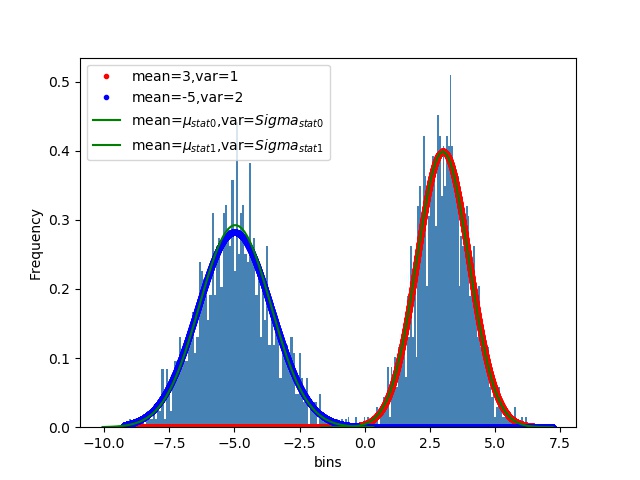 mean=3,var=1
mean=-5,var=2
mean=μstat0,var=Sigmastat0
mean=μstat1,var=Sigmastat1
0.5
0.4
0.3
0.2
0.1
0.0
Frequency
−10.0 −7.5 −5.0 −2.5 0.0 2.5 5.0 7.5
bins